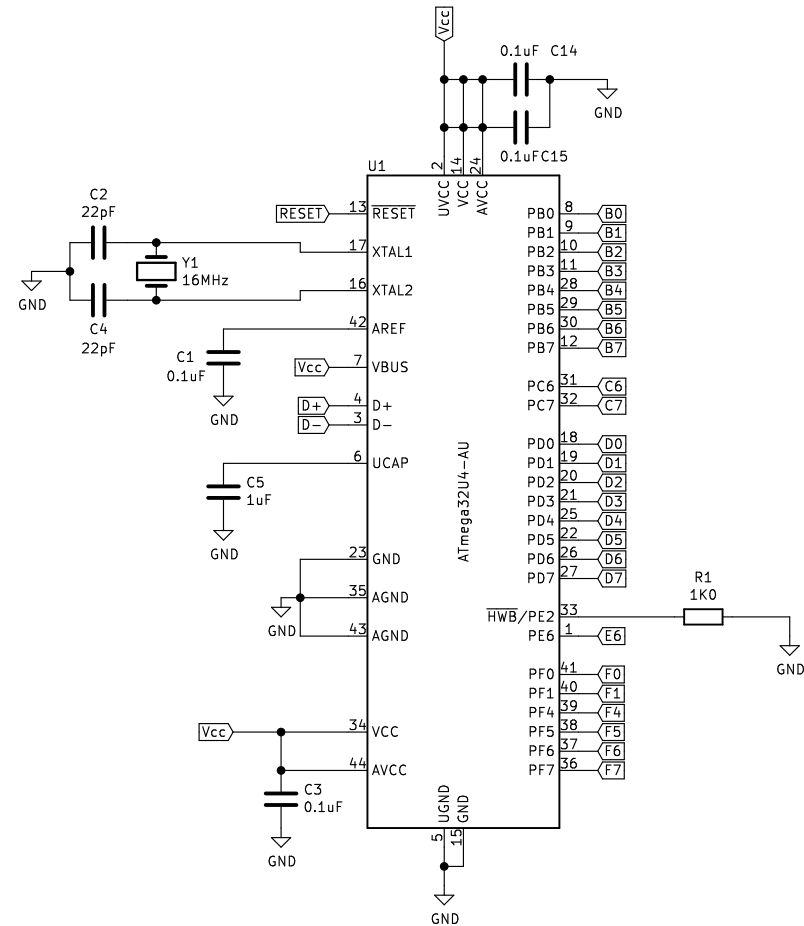 Vcc
0.1uF C14
GND
0.1uF C15
U1
2
14
24
UVCC
VCC
AVCC
C2
22pF
RESET
13
RESET
PB0
8
B0
PB1
9
B1
17
XTAL1
PB2
10
B2
Y1
16MHz
PB3
11
B3
GND
16
XTAL2
PB4
28
B4
PB5
29
B5
C4
22pF
42
AREF
PB6
30
B6
PB7
12
B7
C1
0.1uF
Vcc
7
VBUS
PC6
31
C6
GND
D+
4
D+
PC7
32
C7
D-
3
D-
PD0
18
D0
6
UCAP
PD1
19
D1
C5
1uF
PD2
20
D2
PD3
21
D3
ATmega32U4-AU
PD4
25
D4
PD5
22
D5
GND
23
GND
PD6
26
D6
PD7
27
D7
R1
1K0
35
AGND
HWB/PE2
33
GND
43
AGND
PE6
1
E6
GND
PF0
41
F0
PF1
40
F1
PF4
39
F4
Vcc
34
VCC
PF5
38
F5
PF6
37
F6
44
AVCC
PF7
36
F7
C3
0.1uF
UGND
GND
5
15
GND
GND